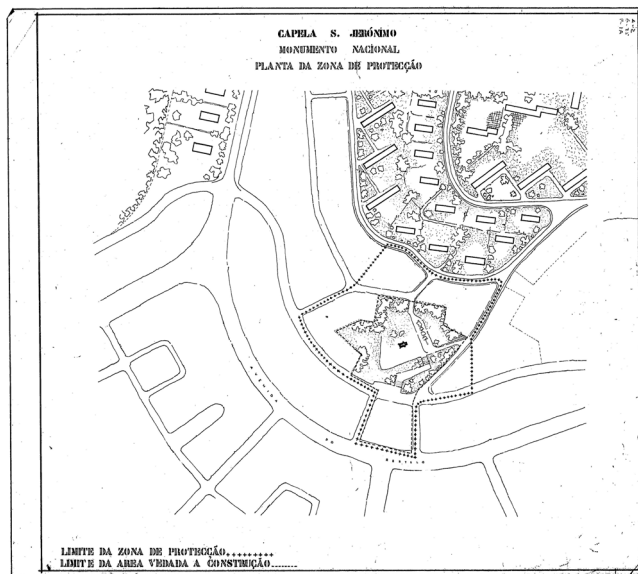 CAPELA S. JERÓNIMO
MONUMENTO NACIONAL
PLANTA DA ZONA DE PROTECÇÃO
LIMITE DA ZONA DE PROTECÇÃO.........
LIMITE DA AREA VEDADA A CONSTRUÇÃO.......